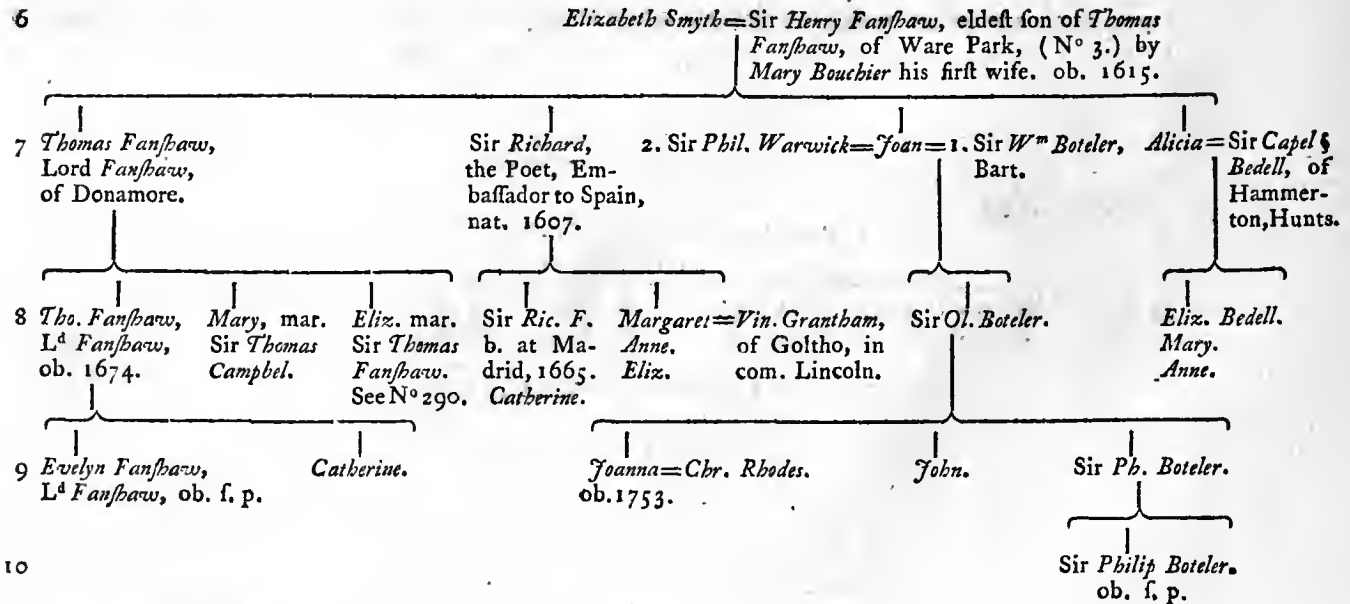 6 Elizabeth Smyth=Sir Henry Fanſhaw, eldeſt ſon of Thomas
Fanſhaw, of Ware Park, (Nº 3.) by
Mary Bouchier his firſt wife. ob. 1615.
7 Thomas Fanſhaw,
Lord Fanſhaw,
of Donamore.
Sir Richard,
the Poet, Em-
baſſador to Spain,
nat. 1607.
2. Sir Phil. Warwick=Joan=1. Sir Wᵐ Boteler,
Bart.
Alicia=Sir Capel §
Bedell, of
Hammer-
ton, Hunts.
8 Tho. Fanſhaw,
Lᵈ Fanſhaw,
ob. 1674.
Mary, mar.
Sir Thomas
Campbel.
Eliz. mar.
Sir Thomas
Fanſhaw.
See Nº 290.
Sir Ric. F.
b. at Ma-
drid, 1665.
Catherine.
Margaret=Vin. Grantham,
Anne. of Goltho, in
Eliz. com. Lincoln.
Sir Ol. Boteler.
Eliz. Bedell.
Mary.
Anne.
9 Evelyn Fanſhaw,
Lᵈ Fanſhaw, ob. ſ. p.
Catherine.
Joanna=Chr. Rhodes.
ob. 1753.
John.
Sir Ph. Boteler.
10
Sir Philip Boteler.
ob. ſ. p.